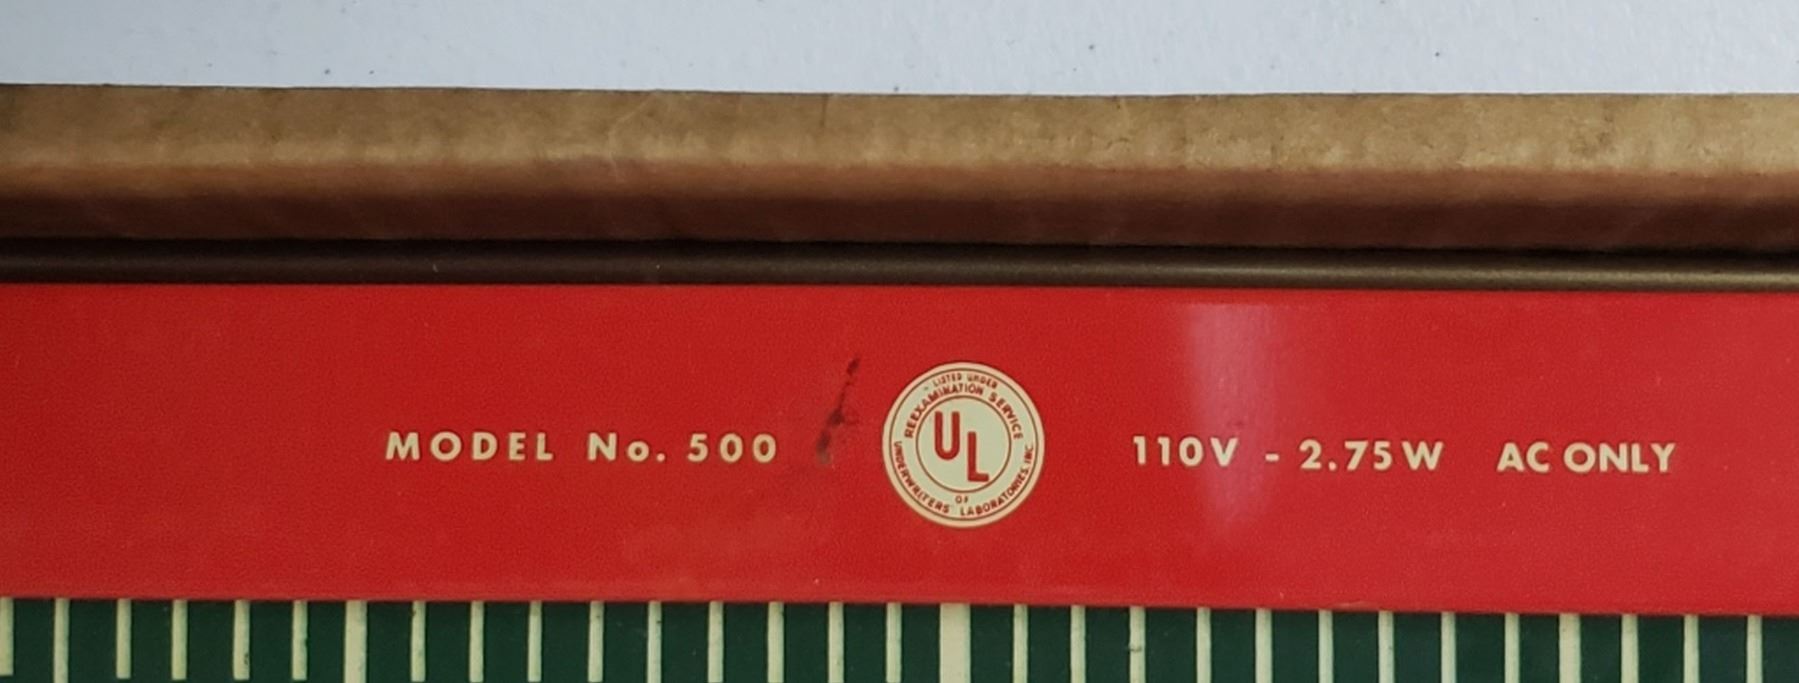 MODEL No. 500
LISTED UNDER
REEXAMINATION SERVICE
UL
OF
UNDERWRITERS' LABORATORIES, INC.
110V - 2.75W AC ONLY